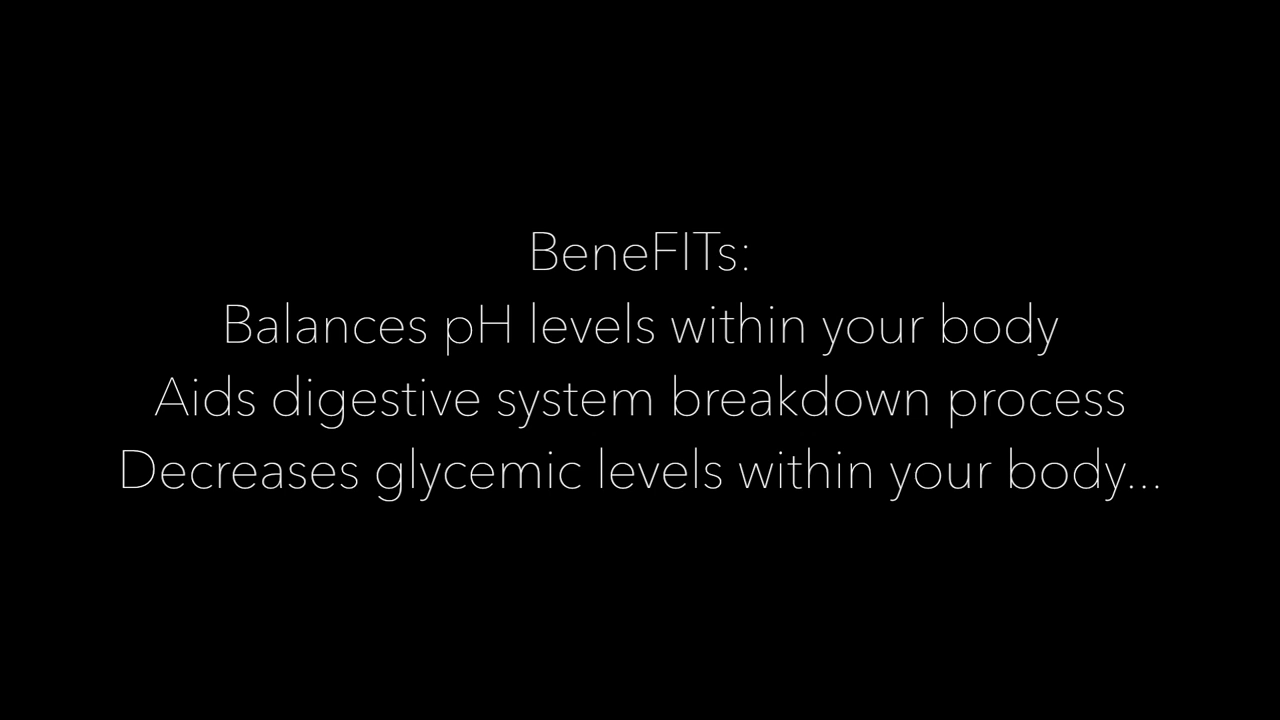 BeneFITs:
Balances pH levels within your body
Aids digestive system breakdown process
Decreases glycemic levels within your body...